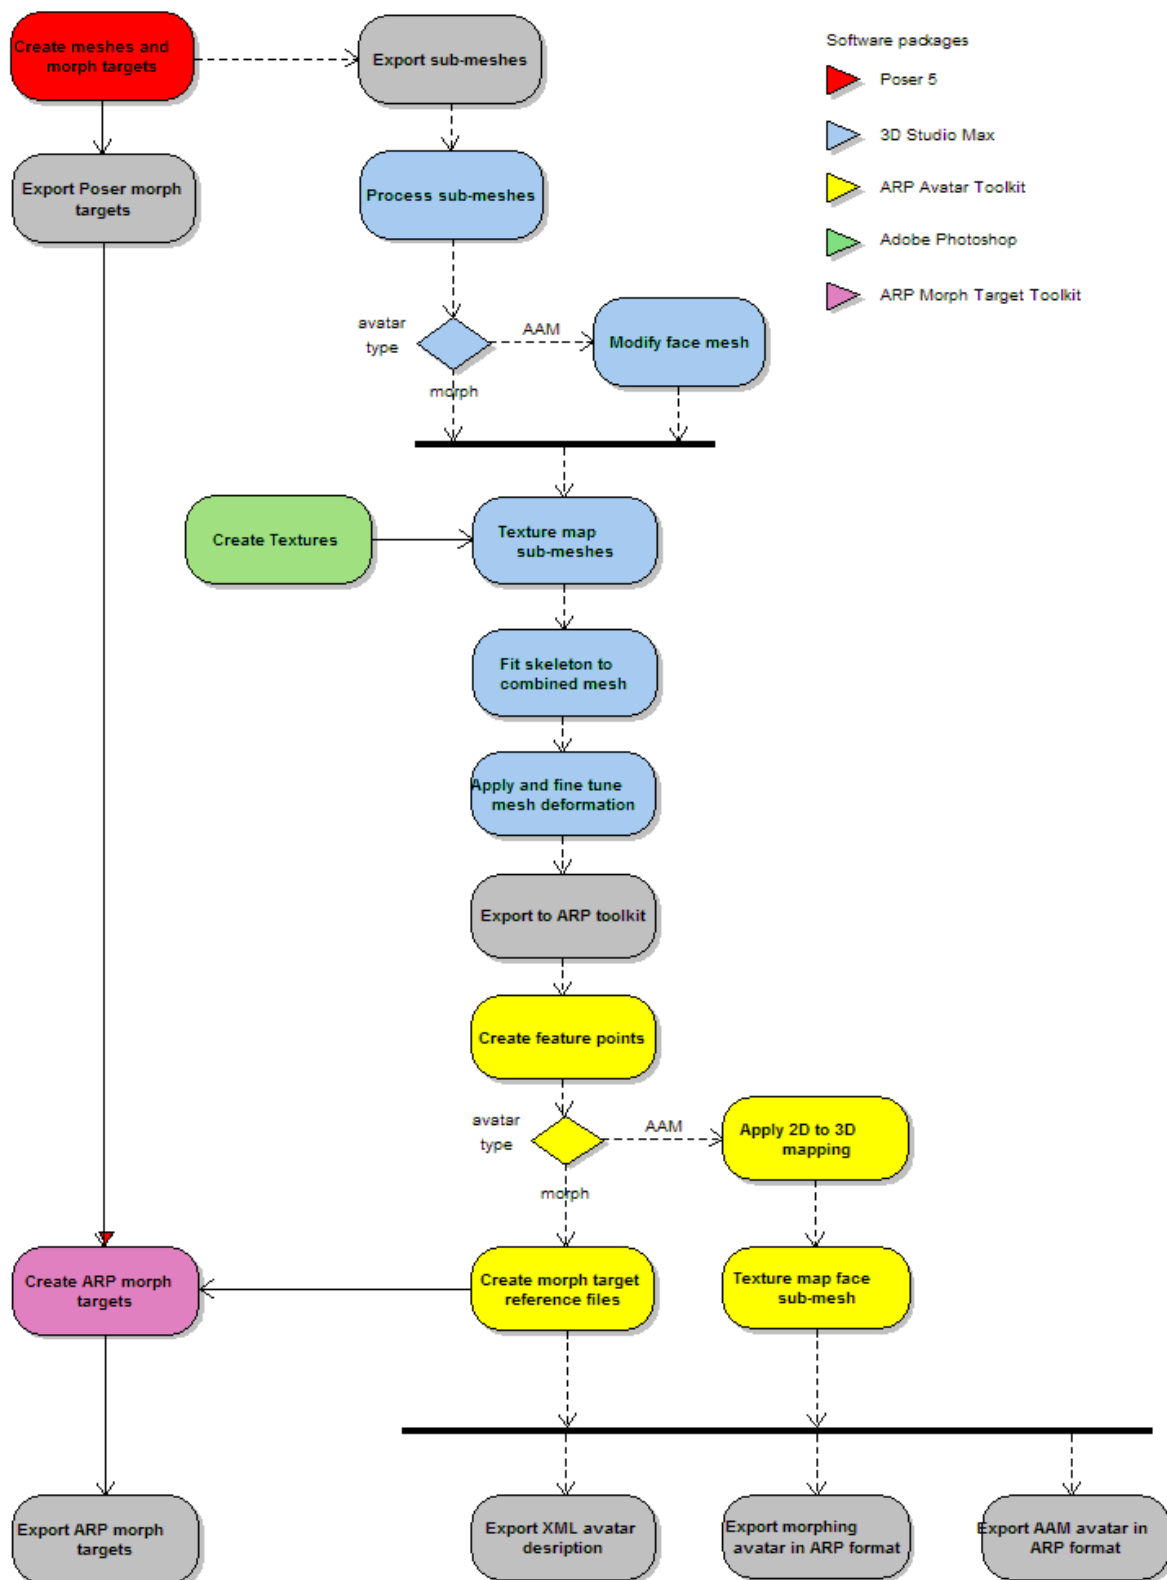 Create meshes and
morph targets
Export sub-meshes
Software packages
Poser 5
3D Studio Max
ARP Avatar Toolkit
Adobe Photoshop
ARP Morph Target Toolkit
Export Poser morph
targets
Process sub-meshes
avatar
type
AAM
Modify face mesh
morph
Create Textures
Texture map
sub-meshes
Fit skeleton to
combined mesh
Apply and fine tune
mesh deformation
Export to ARP toolkit
Create feature points
avatar
type
AAM
Apply 2D to 3D
mapping
morph
Create ARP morph
targets
Create morph target
reference files
Texture map face
sub-mesh
Export ARP morph
targets
Export XML avatar
desription
Export morphing
avatar in ARP format
Export AAM avatar in
ARP format